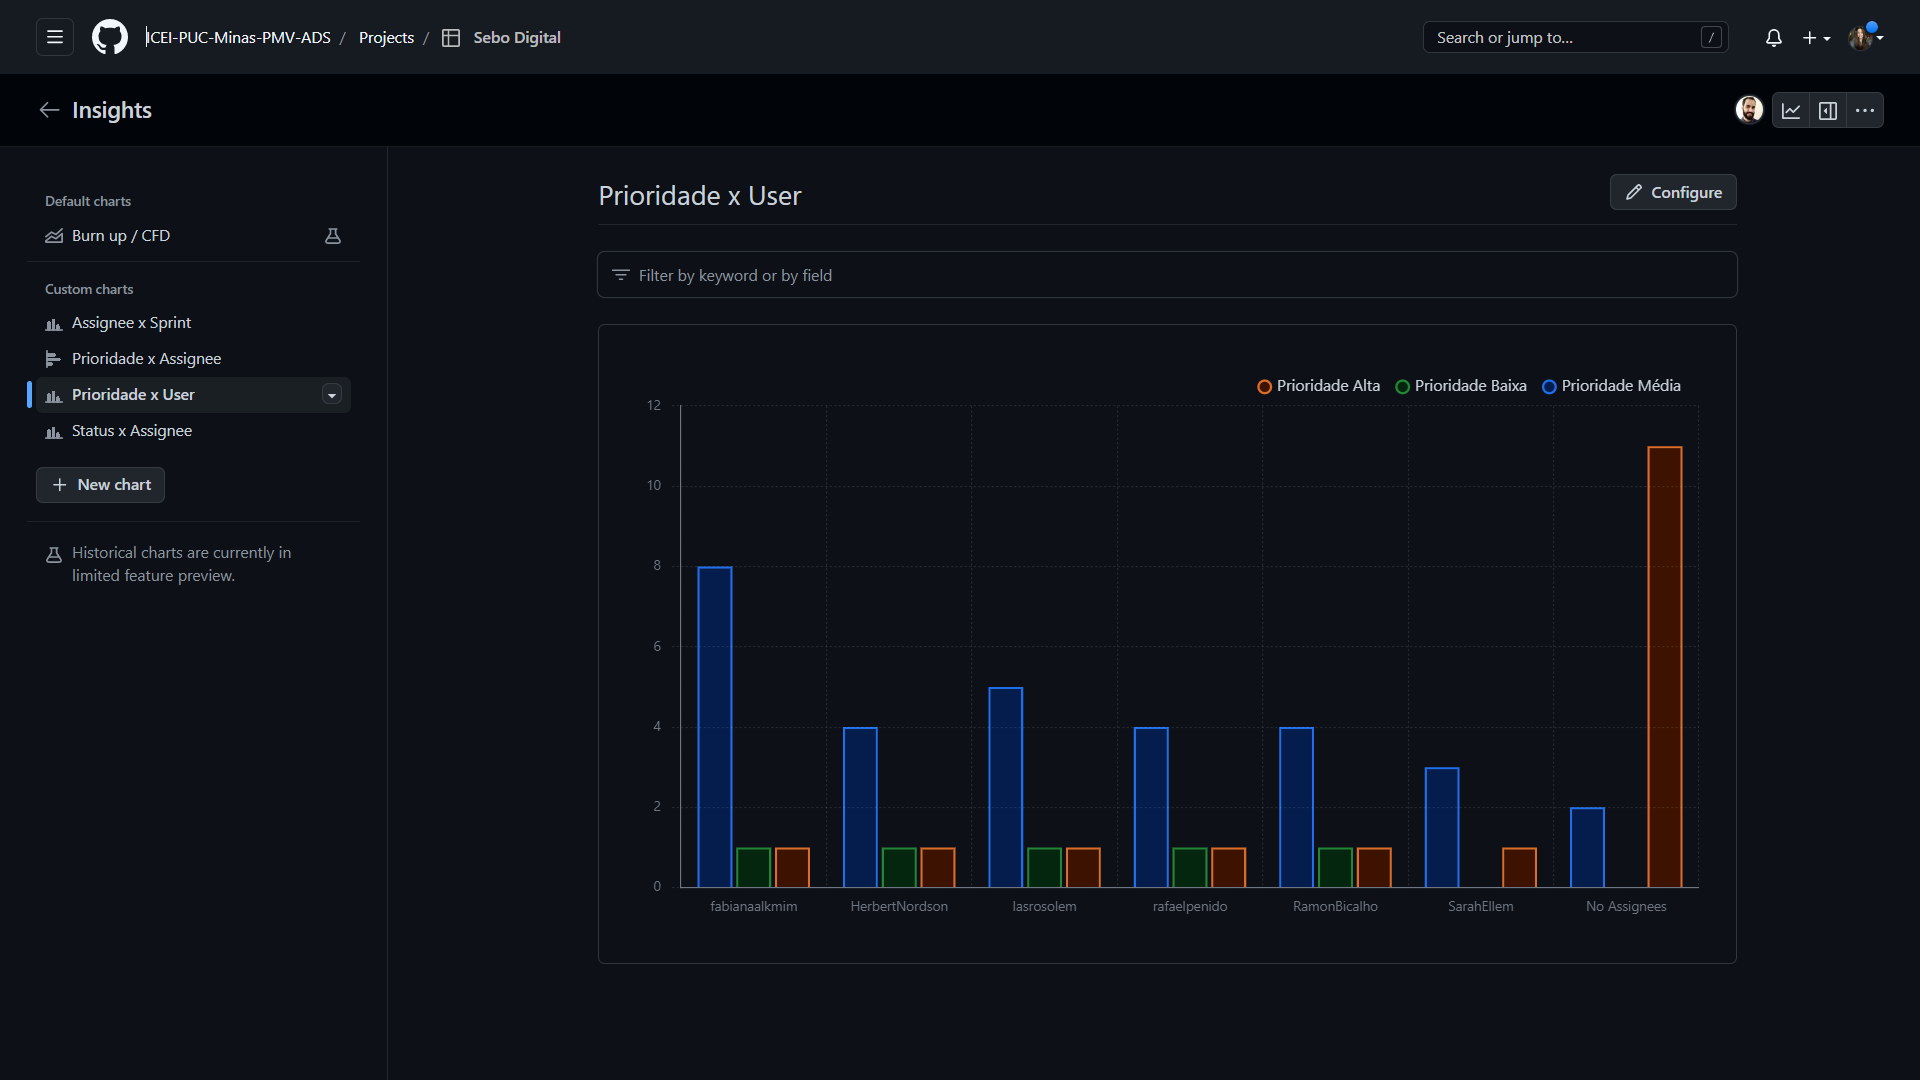 ICEI-PUC-Minas-PMV-ADS / Projects / Sebo Digital
Search or jump to... /
Insights
Default charts
Burn up / CFD
Custom charts
Assignee x Sprint
Prioridade x Assignee
Prioridade x User
Status x Assignee
New chart
Historical charts are currently in
limited feature preview.
Prioridade x User
Configure
Filter by keyword or by field
Prioridade Alta Prioridade Baixa Prioridade Média
12
10
8
6
4
2
0
fabianaalkmim HerbertNordson lasrosolem rafaelpenido RamonBicalho SarahEllem No Assignees